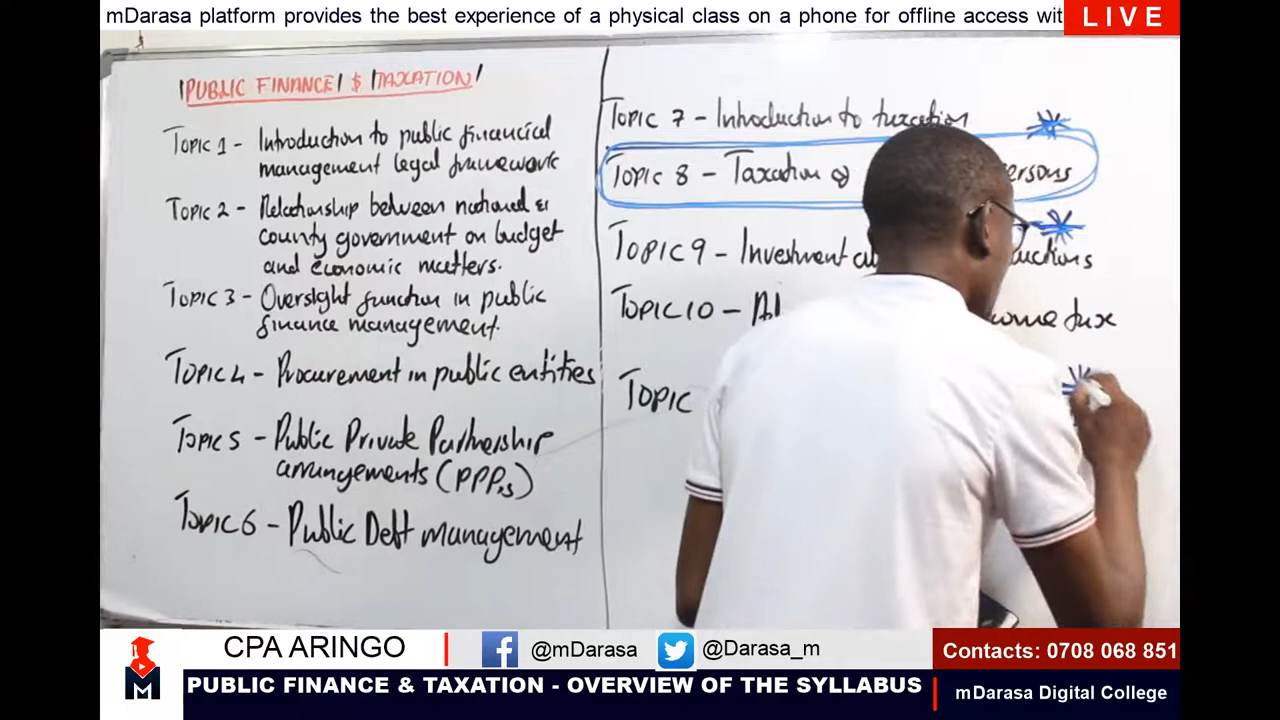 mDarasa platform provides the best experience of a physical class on a phone for offline access wit
LIVE
PUBLIC FINANCE & TAXATION
TOPIC 1 - Introduction to public financial
management legal framework
TOPIC 2 - Relationship between national &
county government on budget
and economic matters.
TOPIC 3 - Oversight function in public
finance management.
TOPIC 4 - Procurement in public entities
TOPIC 5 - Public Private Partnership
arrangements (PPP,s)
TOPIC 6 - Public Debt management
TOPIC 7 - Introduction to taxation
TOPIC 8 - Taxation of ersons
TOPIC 9 - Investment uctions
TOPIC 10 - ome tax
TOPIC
CPA ARINGO
@mDarasa
@Darasa_m
Contacts: 0708 068 851
M
PUBLIC FINANCE & TAXATION - OVERVIEW OF THE SYLLABUS
mDarasa Digital College